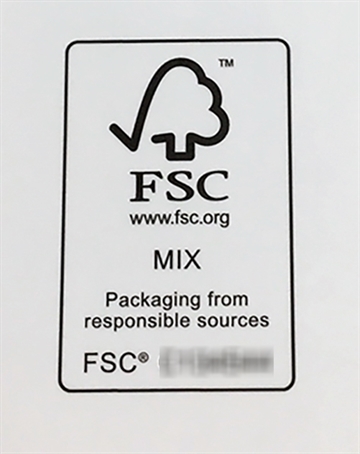 TM
FSC
www.fsc.org
MIX
Packaging from
responsible sources
FSC®